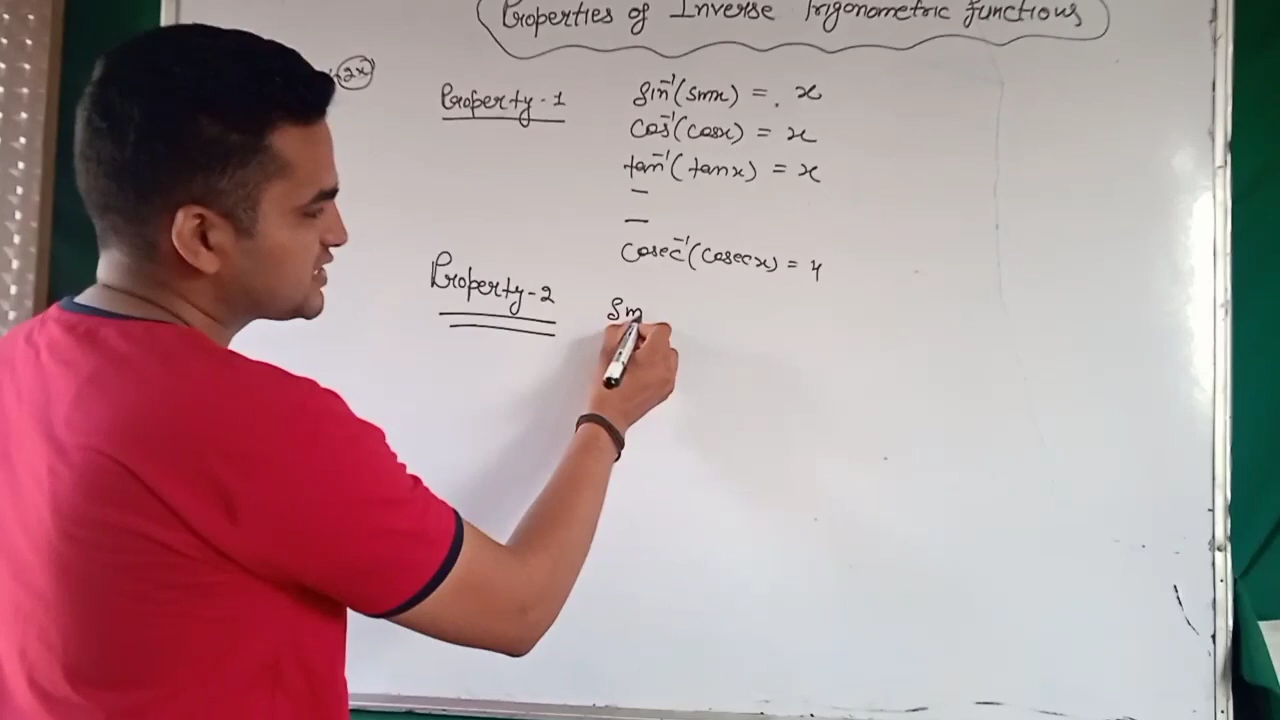 Properties of Inverse Trigonometric functions
2x
Property-1 sin⁻¹(sinx) = x
cos⁻¹(cosx) = x
tan⁻¹(tanx) = x
–
–
cosec⁻¹(cosecx) = x
Property-2 sin